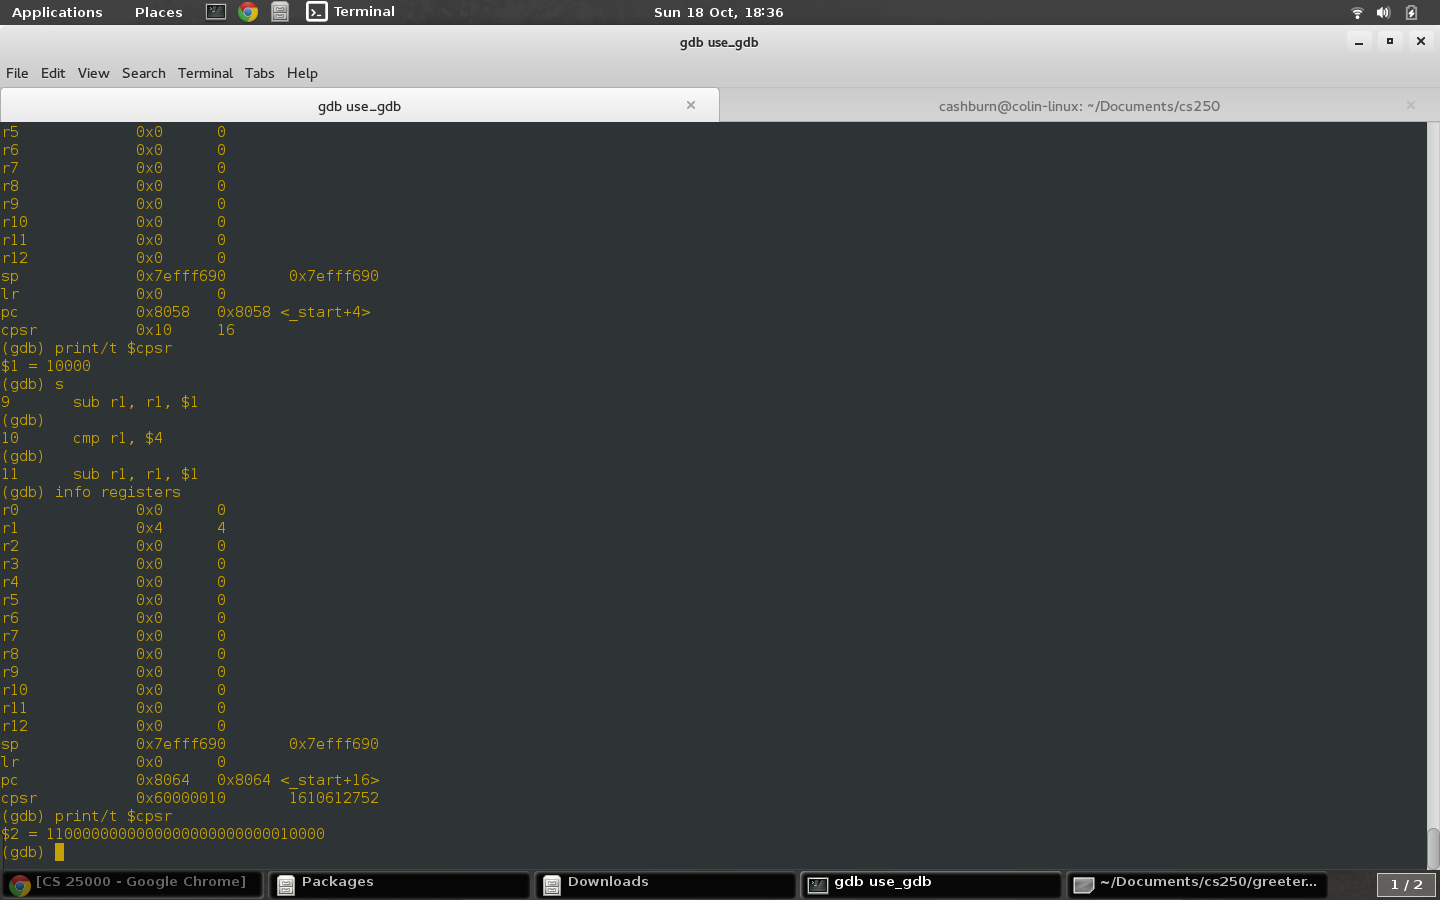 Applications Places Terminal Sun 18 Oct, 18:36
gdb use_gdb
File Edit View Search Terminal Tabs Help
gdb use_gdb cashburn@colin-linux: ~/Documents/cs250
r5 0x0 0
r6 0x0 0
r7 0x0 0
r8 0x0 0
r9 0x0 0
r10 0x0 0
r11 0x0 0
r12 0x0 0
sp 0x7efff690 0x7efff690
lr 0x0 0
pc 0x8058 0x8058 <_start+4>
cpsr 0x10 16
(gdb) print/t $cpsr
$1 = 10000
(gdb) s
9 sub r1, r1, $1
(gdb)
10 cmp r1, $4
(gdb)
11 sub r1, r1, $1
(gdb) info registers
r0 0x0 0
r1 0x4 4
r2 0x0 0
r3 0x0 0
r4 0x0 0
r5 0x0 0
r6 0x0 0
r7 0x0 0
r8 0x0 0
r9 0x0 0
r10 0x0 0
r11 0x0 0
r12 0x0 0
sp 0x7efff690 0x7efff690
lr 0x0 0
pc 0x8064 0x8064 <_start+16>
cpsr 0x60000010 1610612752
(gdb) print/t $cpsr
$2 = 1100000000000000000000000010000
(gdb)
[CS 25000 - Google Chrome] Packages Downloads gdb use_gdb ~/Documents/cs250/greeter... 1 / 2